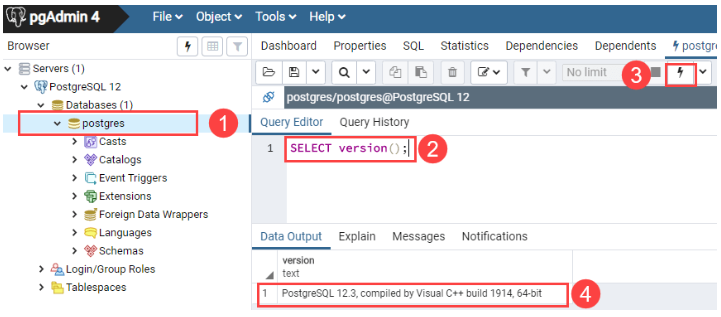 pgAdmin 4 File Object Tools Help
Browser
Dashboard Properties SQL Statistics Dependencies Dependents postgr
Servers (1)
PostgreSQL 12
Databases (1)
postgres
Casts
Catalogs
Event Triggers
Extensions
Foreign Data Wrappers
Languages
Schemas
Login/Group Roles
Tablespaces
1
No limit
3
postgres/postgres@PostgreSQL 12
Query Editor Query History
1 SELECT version();
2
Data Output Explain Messages Notifications
version
text
1 PostgreSQL 12.3, compiled by Visual C++ build 1914, 64-bit
4